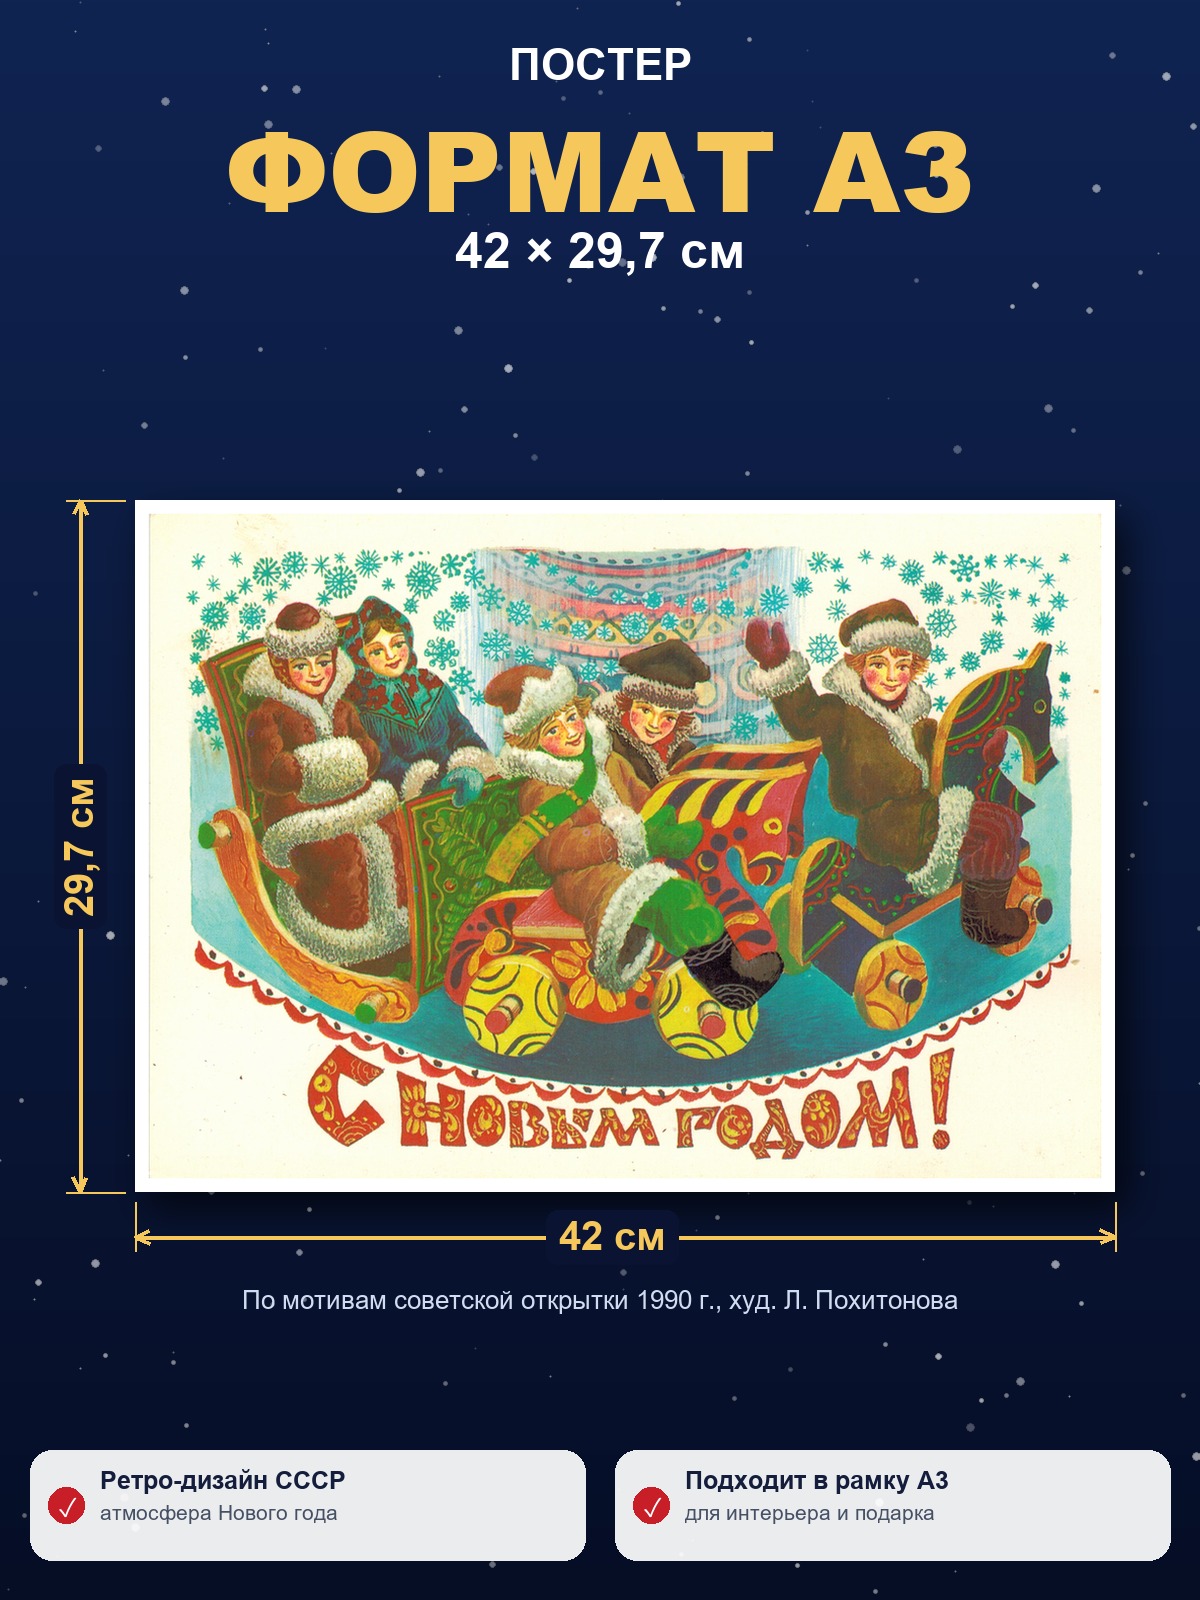 ПОСТЕР
ФОРМАТ А3
42 × 29,7 см
29,7 см
С НОВЫМ ГОДОМ!
42 см
По мотивам советской открытки 1990 г., худ. Л. Похитонова
Ретро-дизайн СССР
атмосфера Нового года
Подходит в рамку А3
для интерьера и подарка